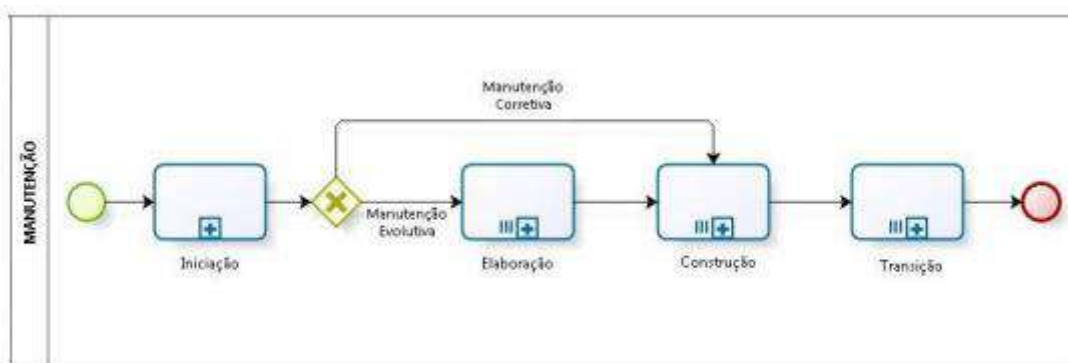 MANUTENÇÃO
Manutenção
Corretiva
Manutenção
Evolutiva
Iniciação
Elaboração
Construção
Transição